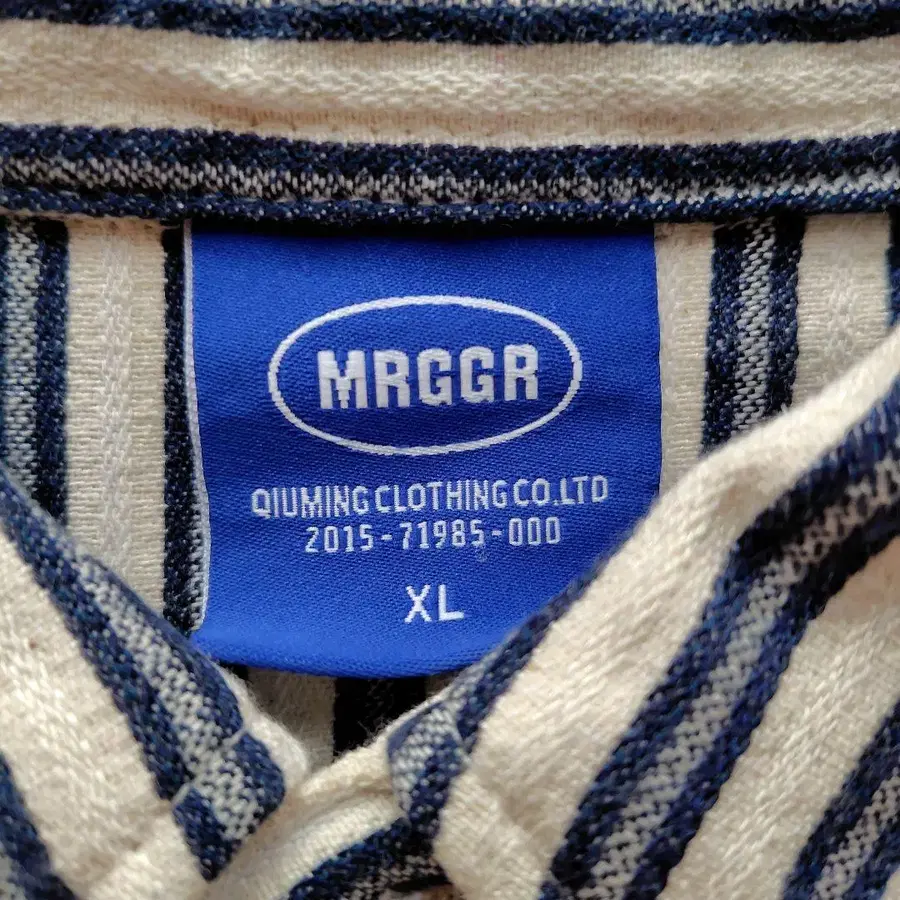 MRGGR
QIUMING CLOTHING CO.LTD
2015-71985-000
XL